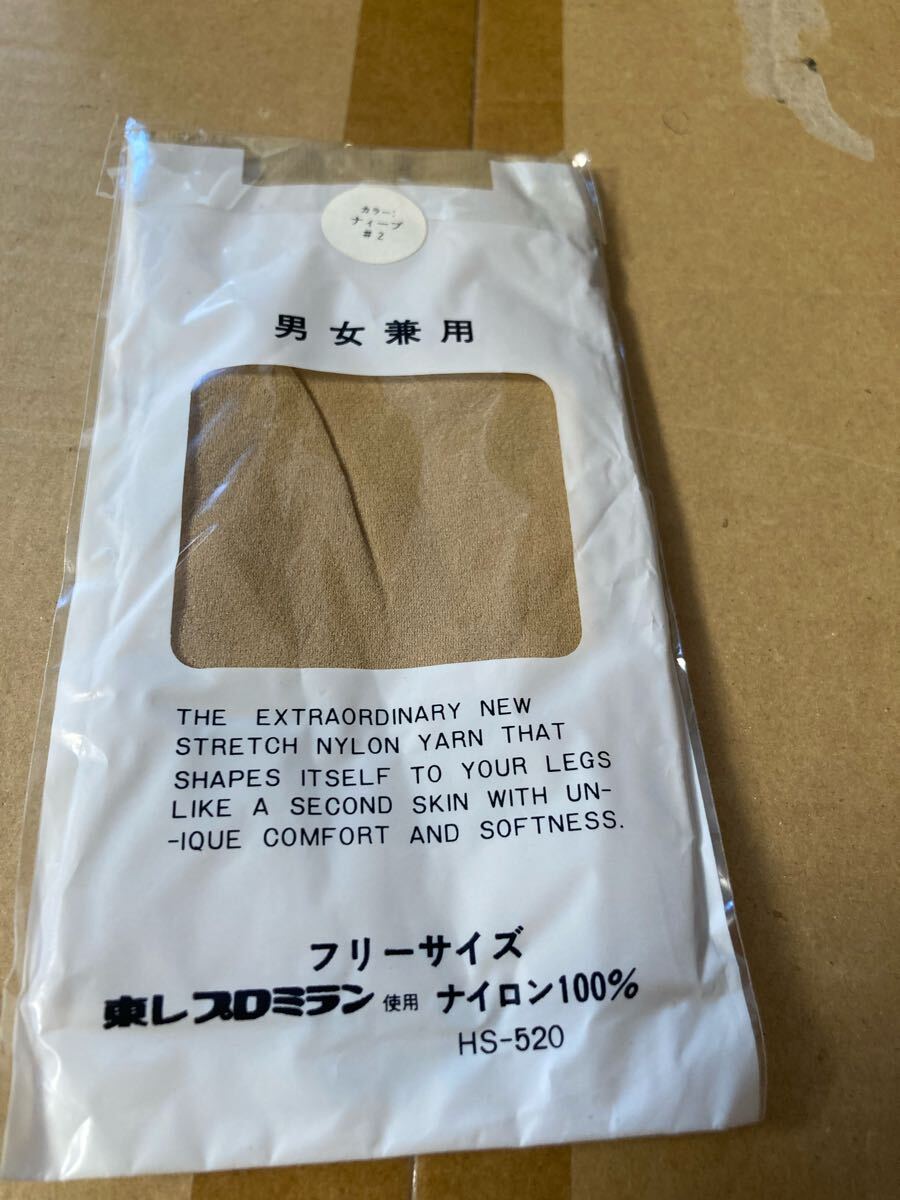 カラー:
ナイーブ
#2
男女兼用
THE EXTRAORDINARY NEW
STRETCH NYLON YARN THAT
SHAPES ITSELF TO YOUR LEGS
LIKE A SECOND SKIN WITH UN-
-IQUE COMFORT AND SOFTNESS.
フリーサイズ
東レプロミラン 使用 ナイロン100%
HS-520